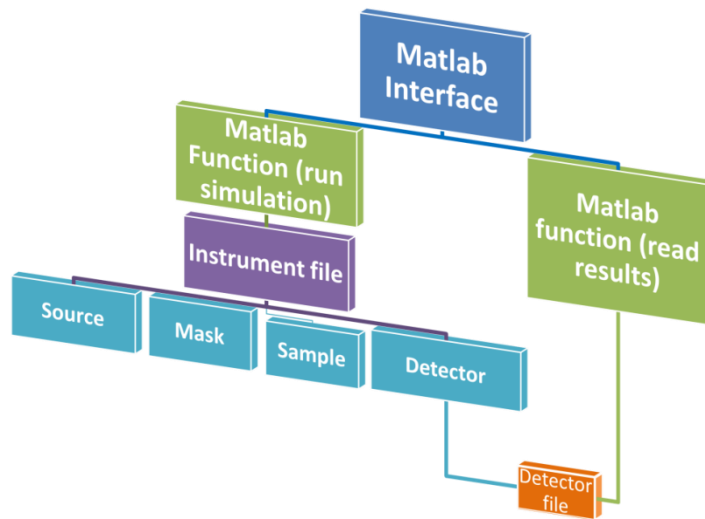 Matlab
Interface
Matlab
Function (run
simulation)
Matlab
function (read
results)
Instrument file
Source
Mask
Sample
Detector
Detector
file